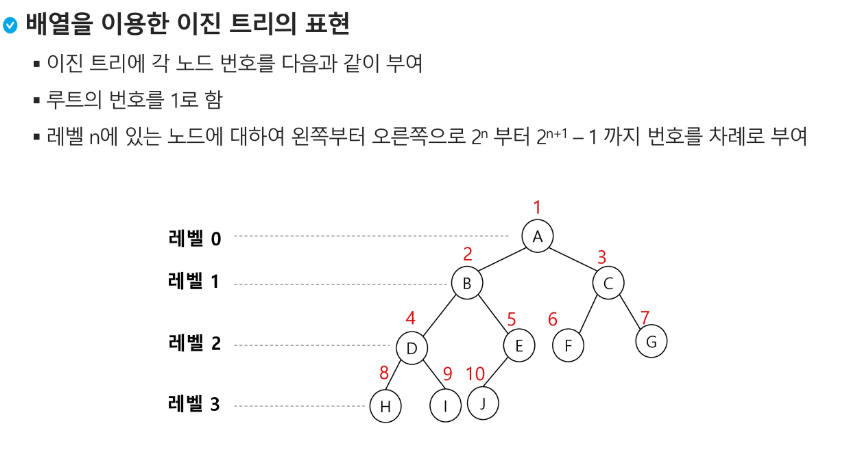 배열을 이용한 이진 트리의 표현
▪ 이진 트리에 각 노드 번호를 다음과 같이 부여
▪ 루트의 번호를 1로 함
▪ 레벨 n에 있는 노드에 대하여 왼쪽부터 오른쪽으로 2ⁿ 부터 2ⁿ⁺¹ – 1 까지 번호를 차례로 부여
1
레벨 0 A
2 3
레벨 1 B C
4 5 6 7
레벨 2 D E F G
8 9 10
레벨 3 H I J